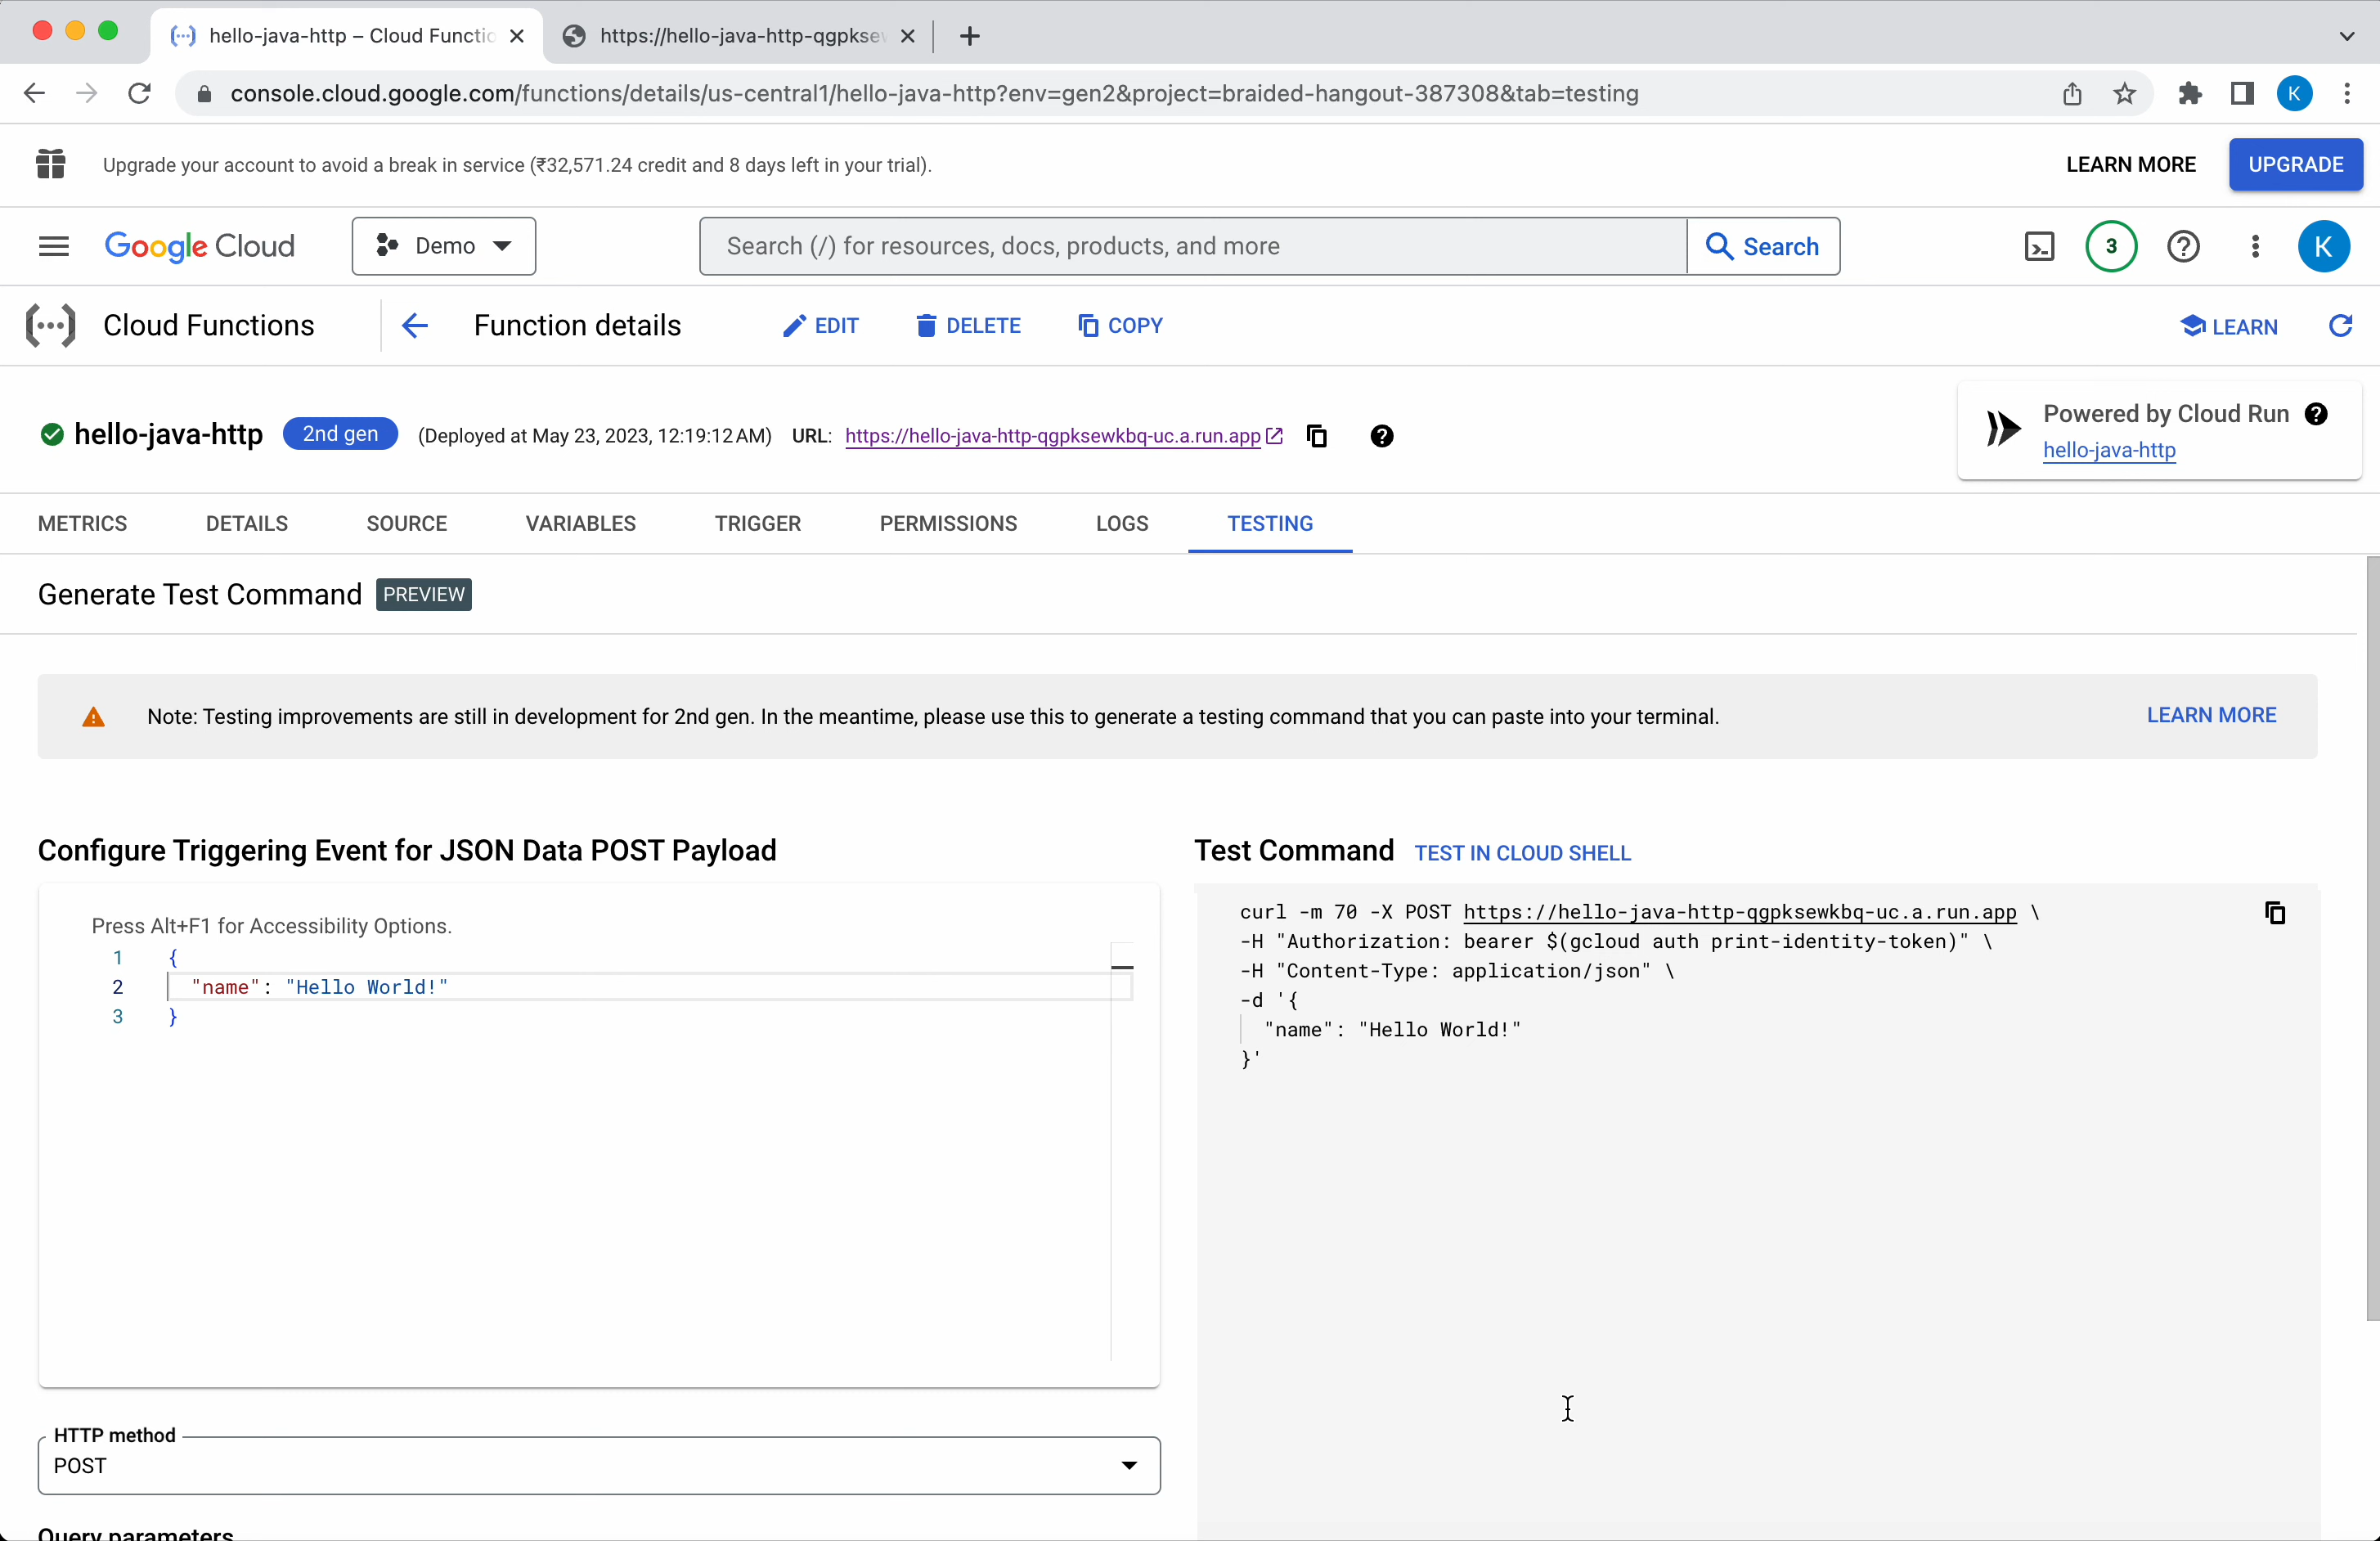 hello-java-http – Cloud Functio
https://hello-java-http-qgpksew
console.cloud.google.com/functions/details/us-central1/hello-java-http?env=gen2&project=braided-hangout-387308&tab=testing
K
Upgrade your account to avoid a break in service (₹32,571.24 credit and 8 days left in your trial).
LEARN MORE
UPGRADE
Google Cloud
Demo
Search (/) for resources, docs, products, and more
Search
3
K
Cloud Functions
Function details
EDIT
DELETE
COPY
LEARN
hello-java-http
2nd gen
(Deployed at May 23, 2023, 12:19:12 AM)
URL: https://hello-java-http-qgpksewkbq-uc.a.run.app
Powered by Cloud Run
hello-java-http
METRICS
DETAILS
SOURCE
VARIABLES
TRIGGER
PERMISSIONS
LOGS
TESTING
Generate Test Command
PREVIEW
Note: Testing improvements are still in development for 2nd gen. In the meantime, please use this to generate a testing command that you can paste into your terminal.
LEARN MORE
Configure Triggering Event for JSON Data POST Payload
Press Alt+F1 for Accessibility Options.
1 {
2 "name": "Hello World!"
3 }
HTTP method
POST
Query parameters
Test Command
TEST IN CLOUD SHELL
curl -m 70 -X POST https://hello-java-http-qgpksewkbq-uc.a.run.app \
-H "Authorization: bearer $(gcloud auth print-identity-token)" \
-H "Content-Type: application/json" \
-d '{
"name": "Hello World!"
}'